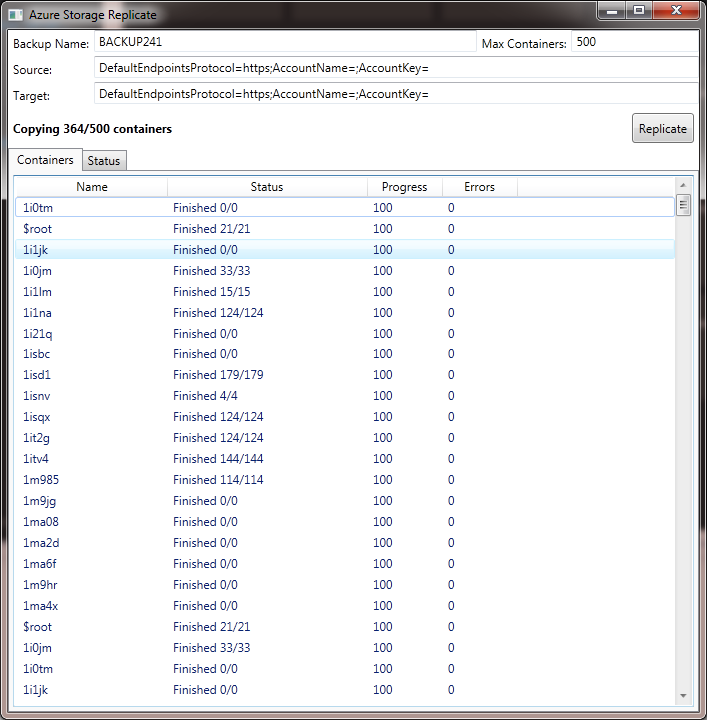 Azure Storage Replicate
Backup Name: BACKUP241 Max Containers: 500
Source: DefaultEndpointsProtocol=https;AccountName=;AccountKey=
Target: DefaultEndpointsProtocol=https;AccountName=;AccountKey=
Copying 364/500 containers Replicate
Containers Status
Name Status Progress Errors
1i0tm Finished 0/0 100 0
$root Finished 21/21 100 0
1i1jk Finished 0/0 100 0
1i0jm Finished 33/33 100 0
1i1lm Finished 15/15 100 0
1i1na Finished 124/124 100 0
1i21q Finished 0/0 100 0
1isbc Finished 0/0 100 0
1isd1 Finished 179/179 100 0
1isnv Finished 4/4 100 0
1isqx Finished 124/124 100 0
1it2g Finished 124/124 100 0
1itv4 Finished 144/144 100 0
1m985 Finished 114/114 100 0
1m9jg Finished 0/0 100 0
1ma08 Finished 0/0 100 0
1ma2d Finished 0/0 100 0
1ma6f Finished 0/0 100 0
1m9hr Finished 0/0 100 0
1ma4x Finished 0/0 100 0
$root Finished 21/21 100 0
1i0jm Finished 33/33 100 0
1i0tm Finished 0/0 100 0
1i1jk Finished 0/0 100 0